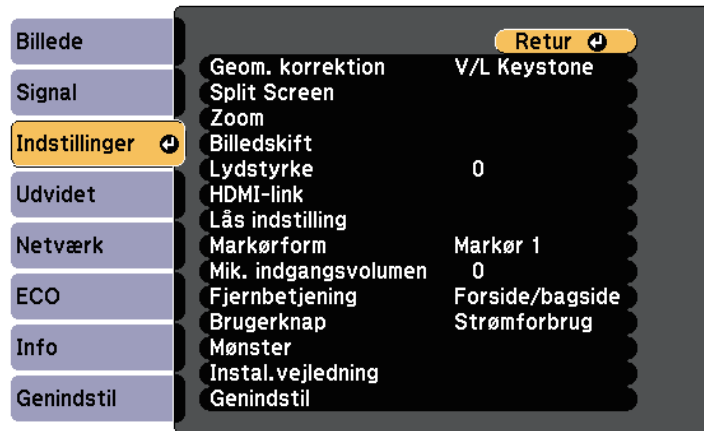 Billede
Signal
Indstillinger
Udvidet
Netværk
ECO
Info
Genindstil
Retur
Geom. korrektion V/L Keystone
Split Screen
Zoom
Billedskift
Lydstyrke 0
HDMI-link
Lås indstilling
Markørform Markør 1
Mik. indgangsvolumen 0
Fjernbetjening Forside/bagside
Brugerknap Strømforbrug
Mønster
Instal.vejledning
Genindstil